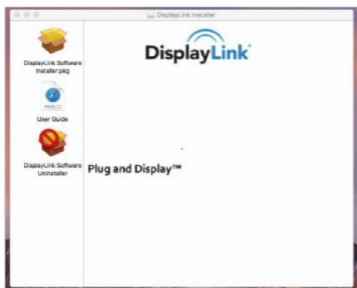 DisplayLink Installer
DisplayLink
DisplayLink Software
Installer.pkg
User Guide
DisplayLink Software
Uninstaller
Plug and Display™